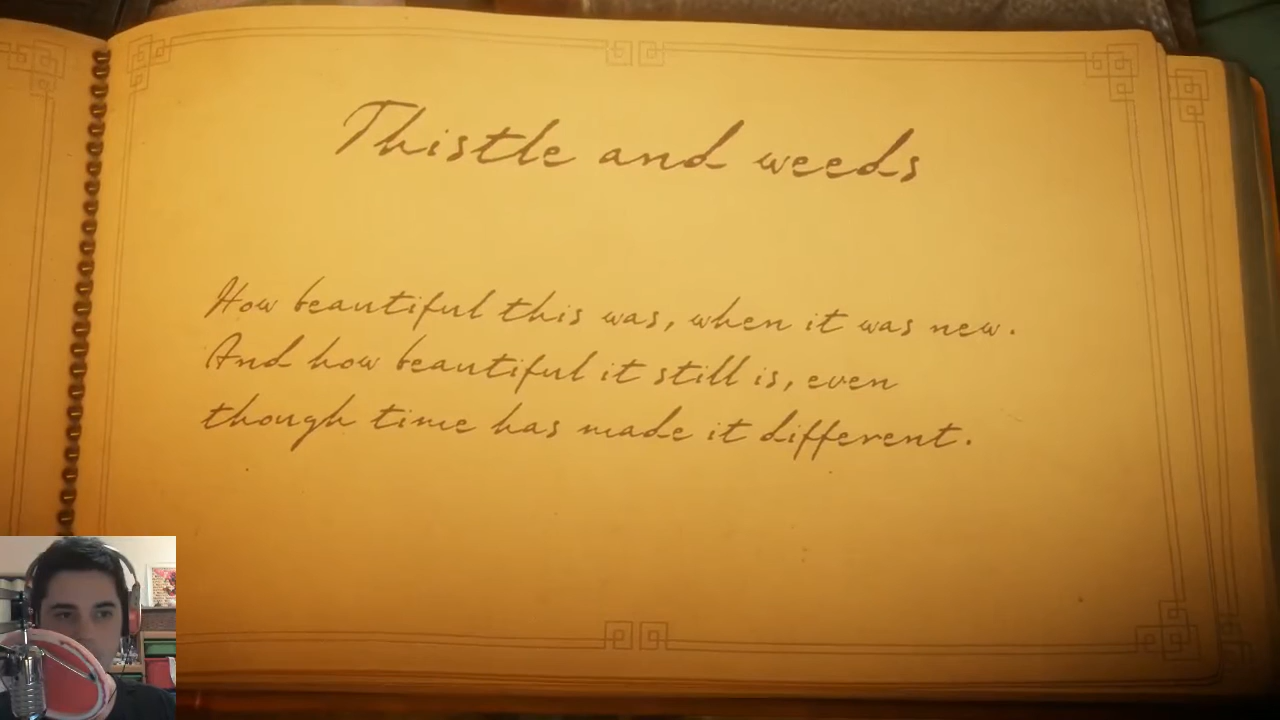 Thistle and weeds
How beautiful this was, when it was new.
And how beautiful it still is, even
though time has made it different.